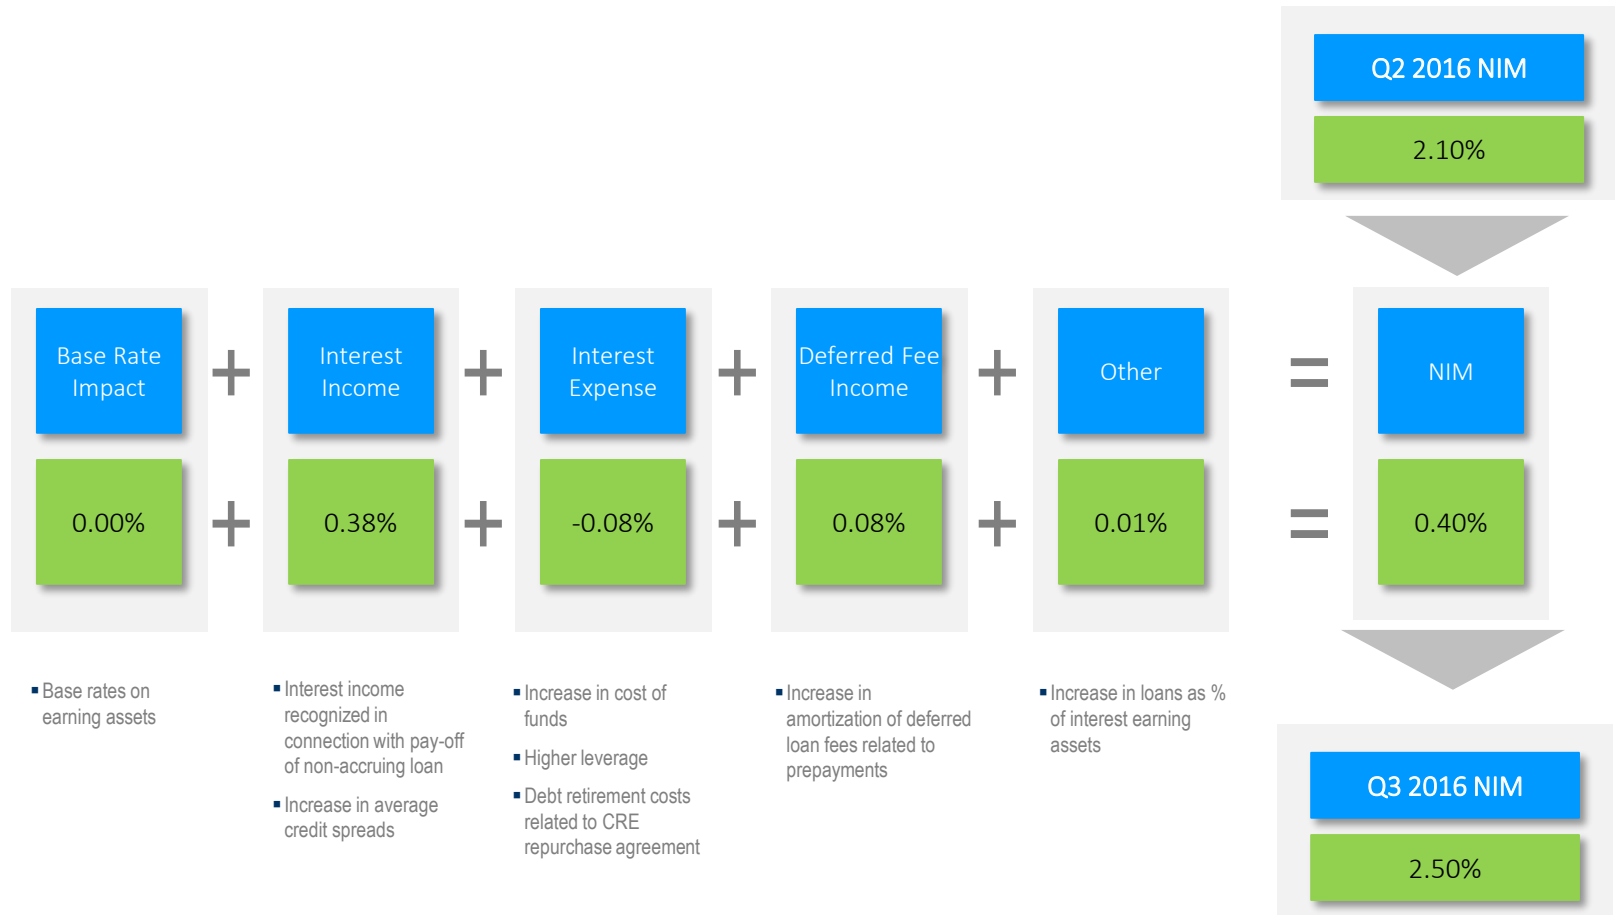 Q2 2016 NIM
2.10%
Base Rate
Impact
+
Interest
Income
+
Interest
Expense
+
Deferred Fee
Income
+
Other
=
NIM
0.00%
+
0.38%
+
-0.08%
+
0.08%
+
0.01%
=
0.40%
▪ Base rates on
earning assets
▪ Interest income
recognized in
connection with pay-off
of non-accruing loan
▪ Increase in average
credit spreads
▪ Increase in cost of
funds
▪ Higher leverage
▪ Debt retirement costs
related to CRE
repurchase agreement
▪ Increase in
amortization of deferred
loan fees related to
prepayments
▪ Increase in loans as %
of interest earning
assets
Q3 2016 NIM
2.50%